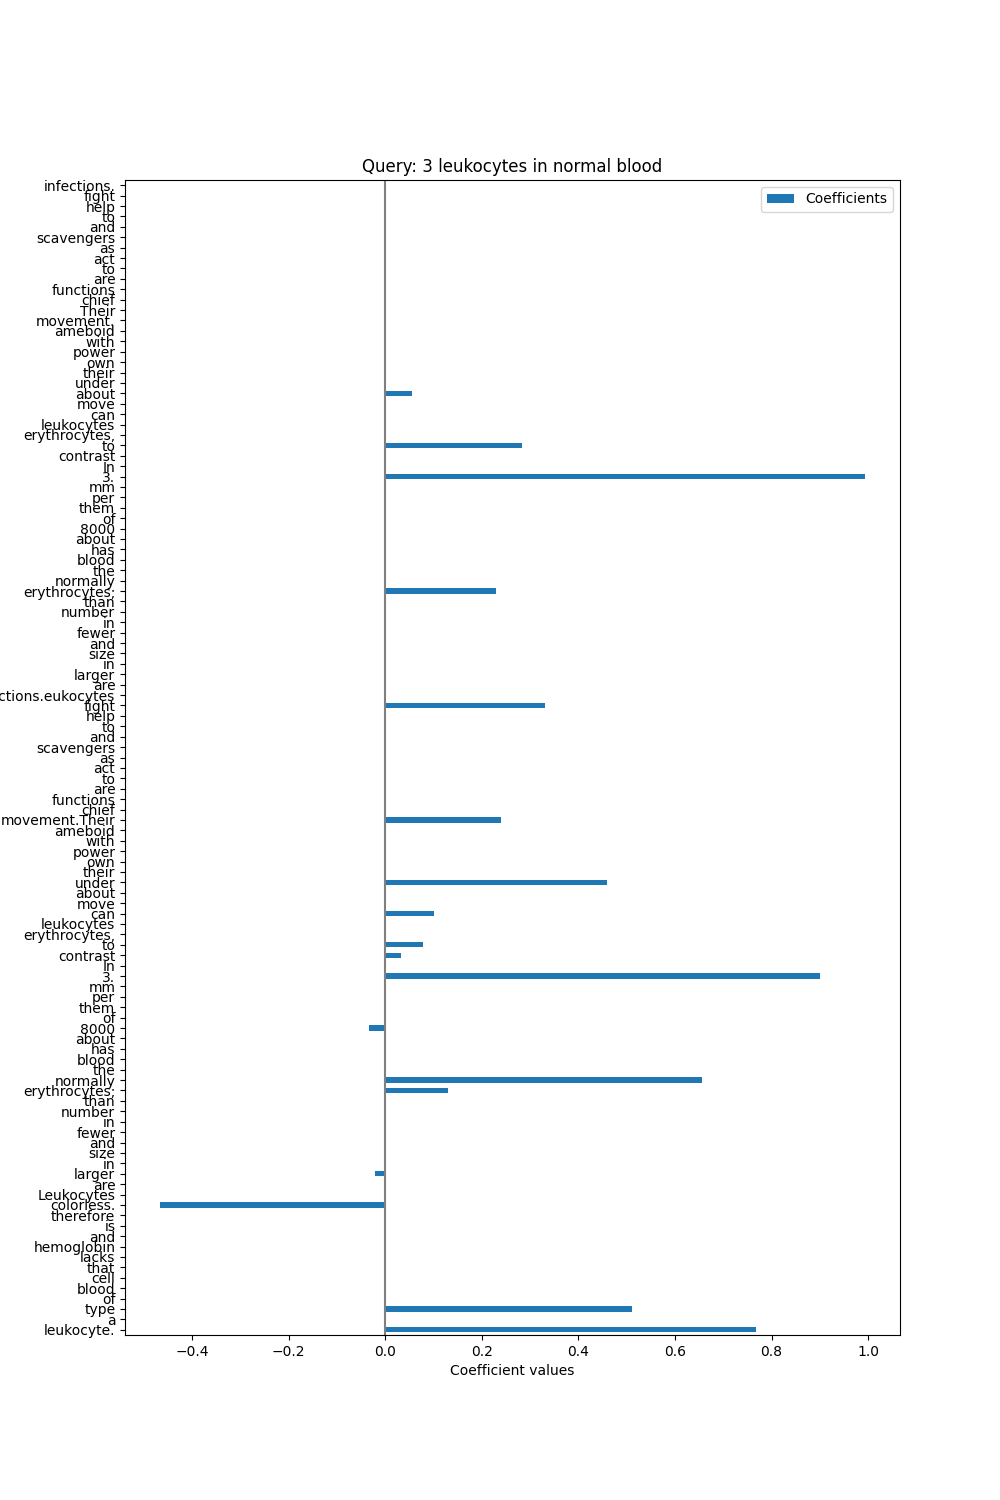 Query: 3 leukocytes in normal blood
Coefficients
infections.
fight
help
to
and
scavengers
as
act
to
are
functions
chief
Their
movement.
ameboid
with
power
own
their
under
about
move
can
leukocytes
erythrocytes,
to
contrast
In
3.
mm
per
them
of
8000
about
has
blood
the
normally
erythrocytes;
than
number
in
fewer
and
size
in
larger
are
ctions.eukocytes
fight
help
to
and
scavengers
as
act
to
are
functions
chief
movement.Their
ameboid
with
power
own
their
under
about
move
can
leukocytes
erythrocytes,
to
contrast
In
3.
mm
per
them
of
8000
about
has
blood
the
normally
erythrocytes;
than
number
in
fewer
and
size
in
larger
are
Leukocytes
colorless.
therefore
is
and
hemoglobin
lacks
that
cell
blood
of
type
a
leukocyte.
−0.4 −0.2 0.0 0.2 0.4 0.6 0.8 1.0
Coefficient values